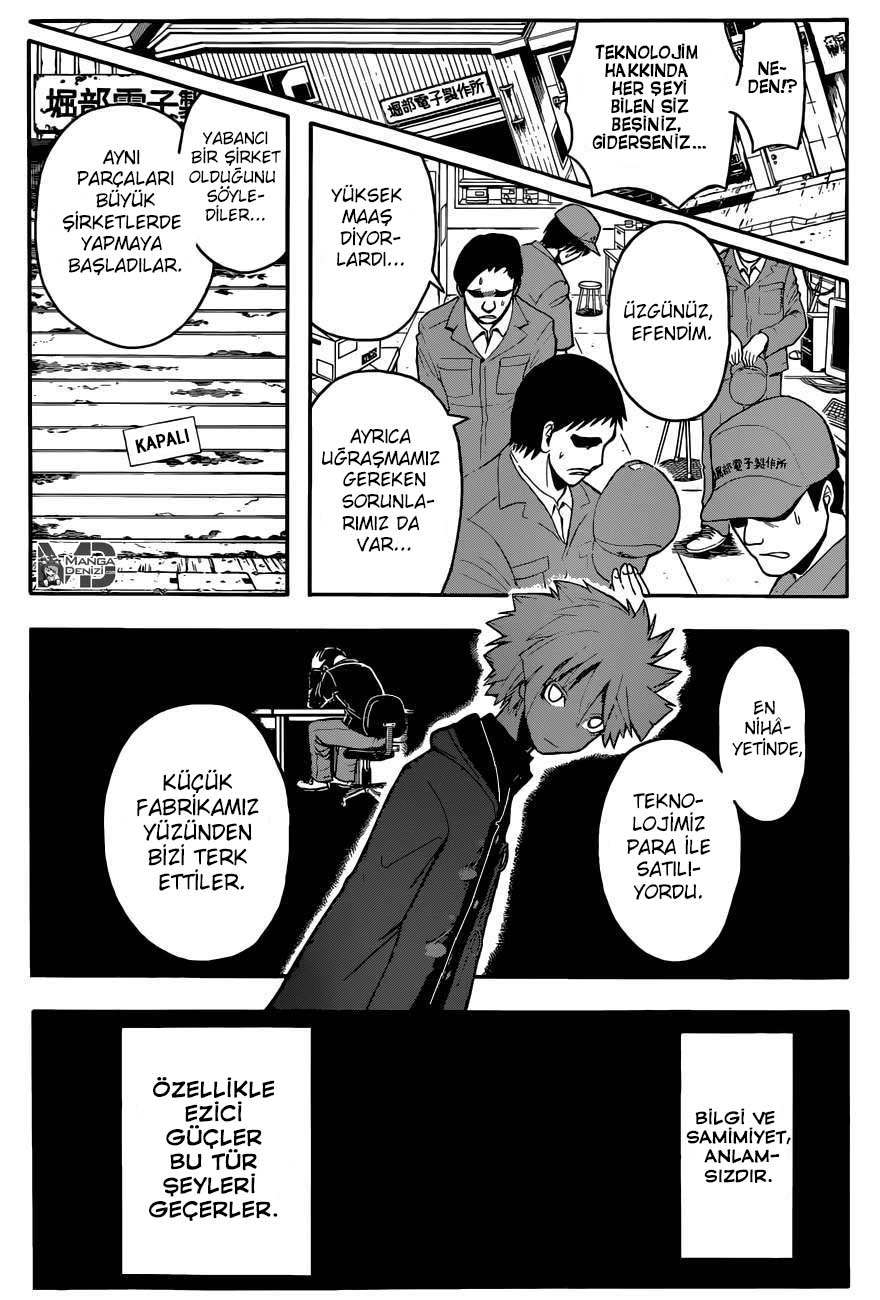 NE-
DEN!?
TEKNOLOJİM
HAKKINDA
HER ŞEYİ
BİLEN SİZ
BEŞİNİZ,
GİDERSENİZ...
堀部電子製作所
堀部電子製
ÜZGÜNÜZ,
EFENDİM.
YÜKSEK
MAAŞ
DİYOR-
LARDI...
AYRICA
UĞRAŞMAMIZ
GEREKEN
SORUNLA-
RIMIZ DA
VAR...
堀部電子製作所
YABANCI
BİR ŞİRKET
OLDUĞUNU
SÖYLE-
DİLER...
AYNI
PARÇALARI
BÜYÜK
ŞİRKETLERDE
YAPMAYA
BAŞLADILAR.
KAPALI
MANGA
DENİZİ
EN
NİHÂ-
YETİNDE,
TEKNO-
LOJİMİZ
PARA İLE
SATILI-
YORDU.
KÜÇÜK
FABRİKAMIZ
YÜZÜNDEN
BİZİ TERK
ETTİLER.
BİLGİ VE
SAMİMİYET,
ANLAM-
SIZDIR.
ÖZELLİKLE
EZİCİ
GÜÇLER
BU TÜR
ŞEYLERİ
GEÇERLER.